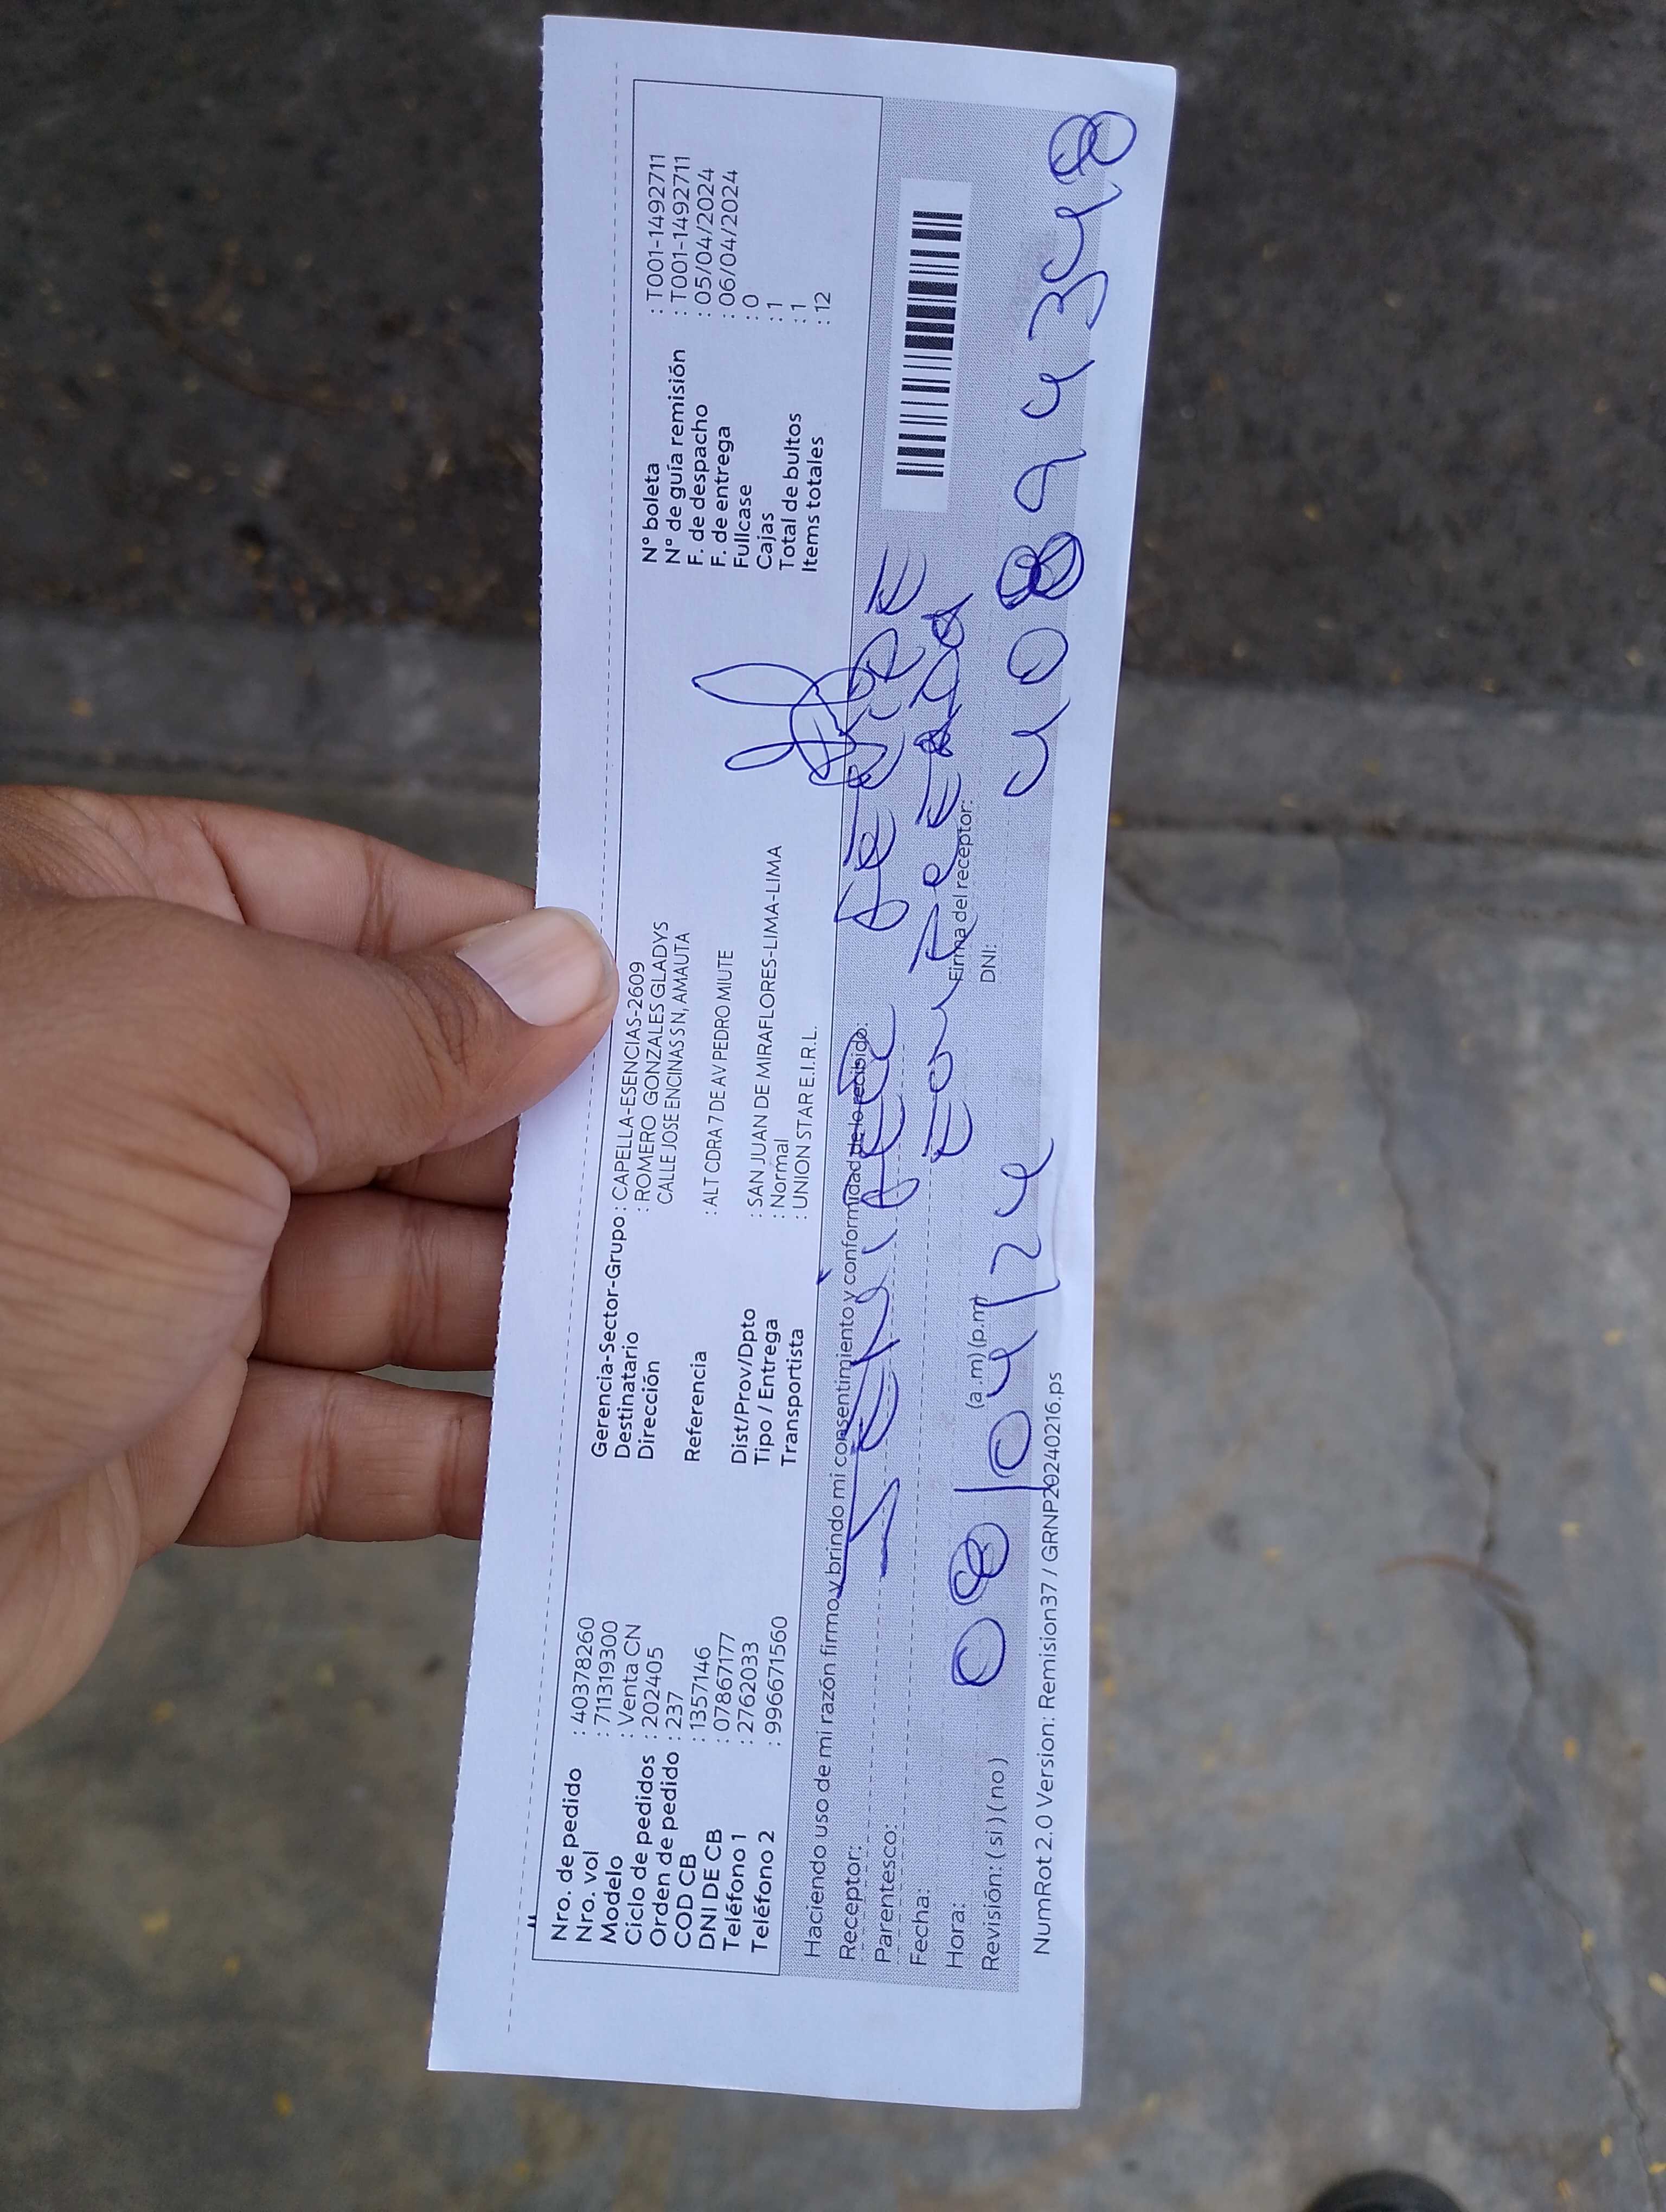 Nro. de pedido : 40378260
Nro. vol : 711319300
Modelo : Venta CN
Ciclo de pedidos : 202405
Orden de pedido : 237
COD CB : 1357146
DNI DE CB : 07867177
Teléfono 1 : 2762033
Teléfono 2 : 996671560
Gerencia-Sector-Grupo : CAPELLA-ESENCIAS-2609
Destinatario : ROMERO GONZALES GLADYS
Dirección CALLE JOSE ENCINAS S N, AMAUTA
Referencia : ALT CDRA 7 DE AV PEDRO MIUTE
Dist/Prov/Dpto : SAN JUAN DE MIRAFLORES-LIMA-LIMA
Tipo / Entrega : Normal
Transportista : UNION STAR E.I.R.L.
N° boleta : T001-1492711
N° de guía remisión : T001-1492711
F. de despacho : 05/04/2024
F. de entrega : 06/04/2024
Fullcase : 0
Cajas : 1
Total de bultos : 1
Items totales : 12
Haciendo uso de mi razón firmo y brindo mi consentimiento y conformidad de lo recibido:
Receptor:
Parentesco:
Fecha: 08/04/24
Hora: (a.m) (p.m)
Revisión: ( si ) ( no )
Firma del receptor:
DNI: 40894348
NumRot 2.0 Version: Remision37 / GRNP20240216.ps